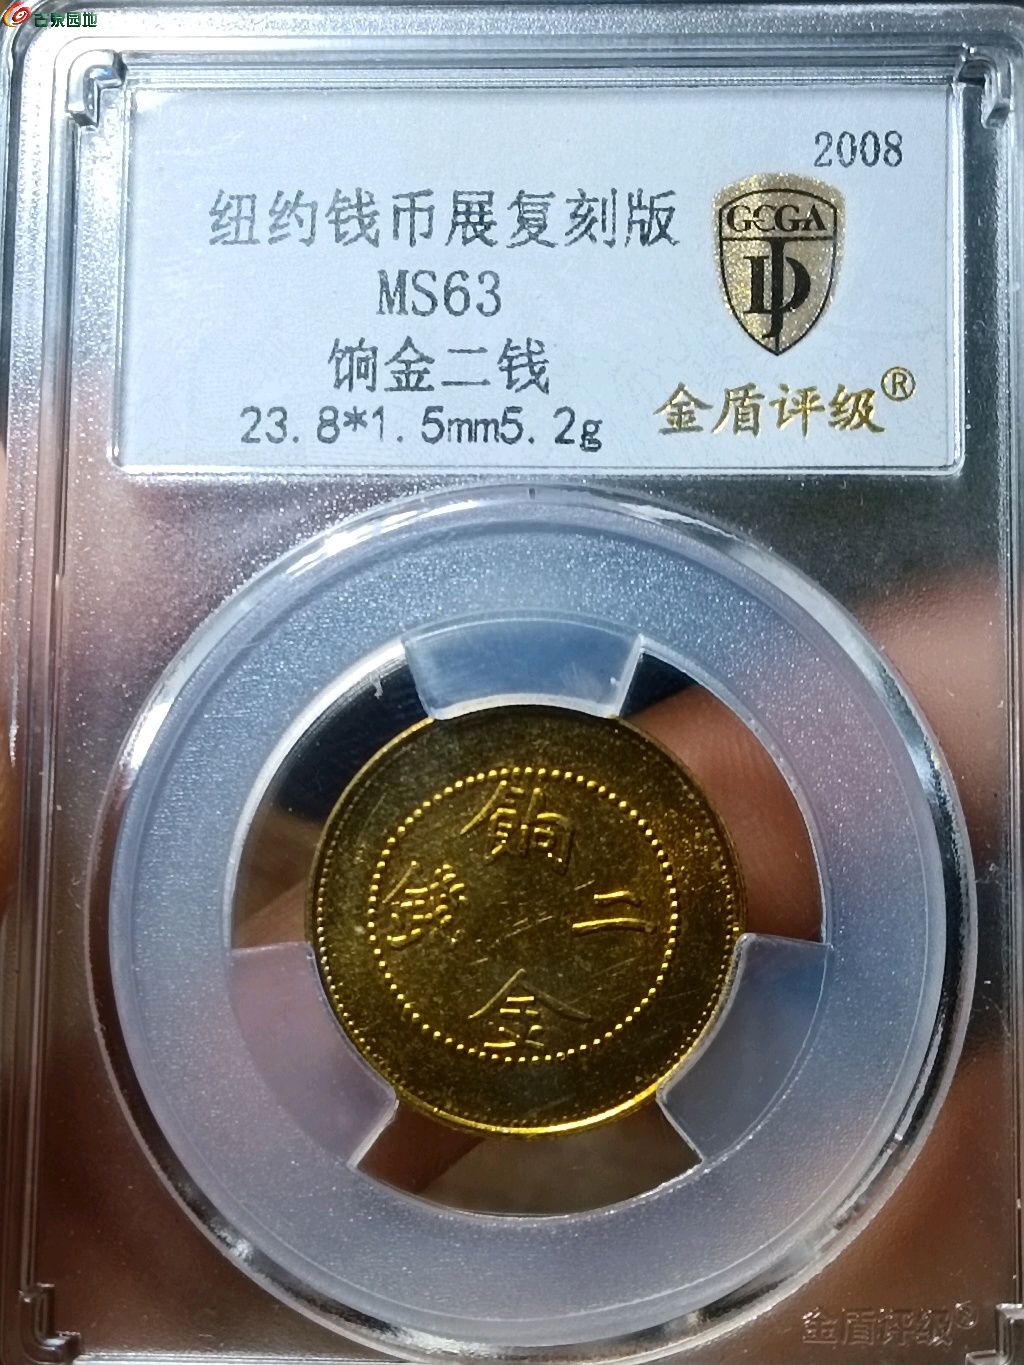 古泉园地
2008
纽约钱币展复刻版
MS63
饷金二钱
23.8*1.5mm5.2g
GCGA
JD
金盾评级®
餉
錢 二
金
金盾评级®